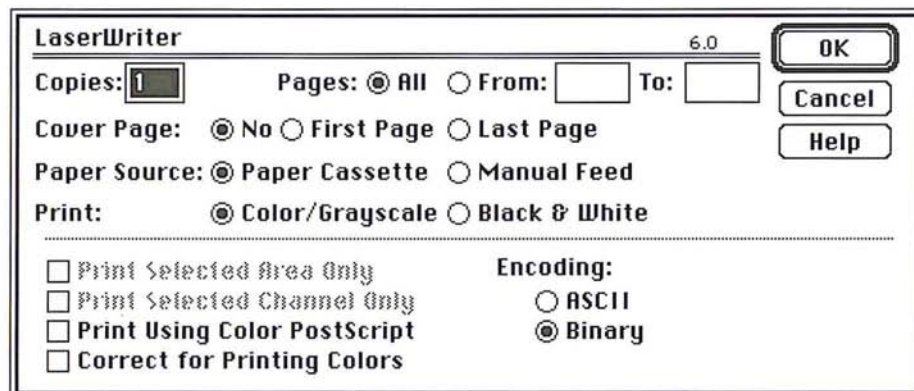 LaserWriter 6.0 OK
Copies: 1 Pages: All From: To:
Cancel
Cover Page: No First Page Last Page
Help
Paper Source: Paper Cassette Manual Feed
Print: Color/Grayscale Black & White
Print Selected Area Only Encoding:
Print Selected Channel Only ASCII
Print Using Color PostScript Binary
Correct for Printing Colors